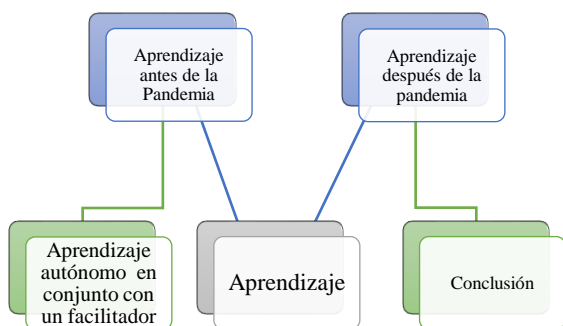 Aprendizaje
antes de la
Pandemia
Aprendizaje
después de la
pandemia
Aprendizaje
autónomo en
conjunto con
un facilitador
Aprendizaje
Conclusión